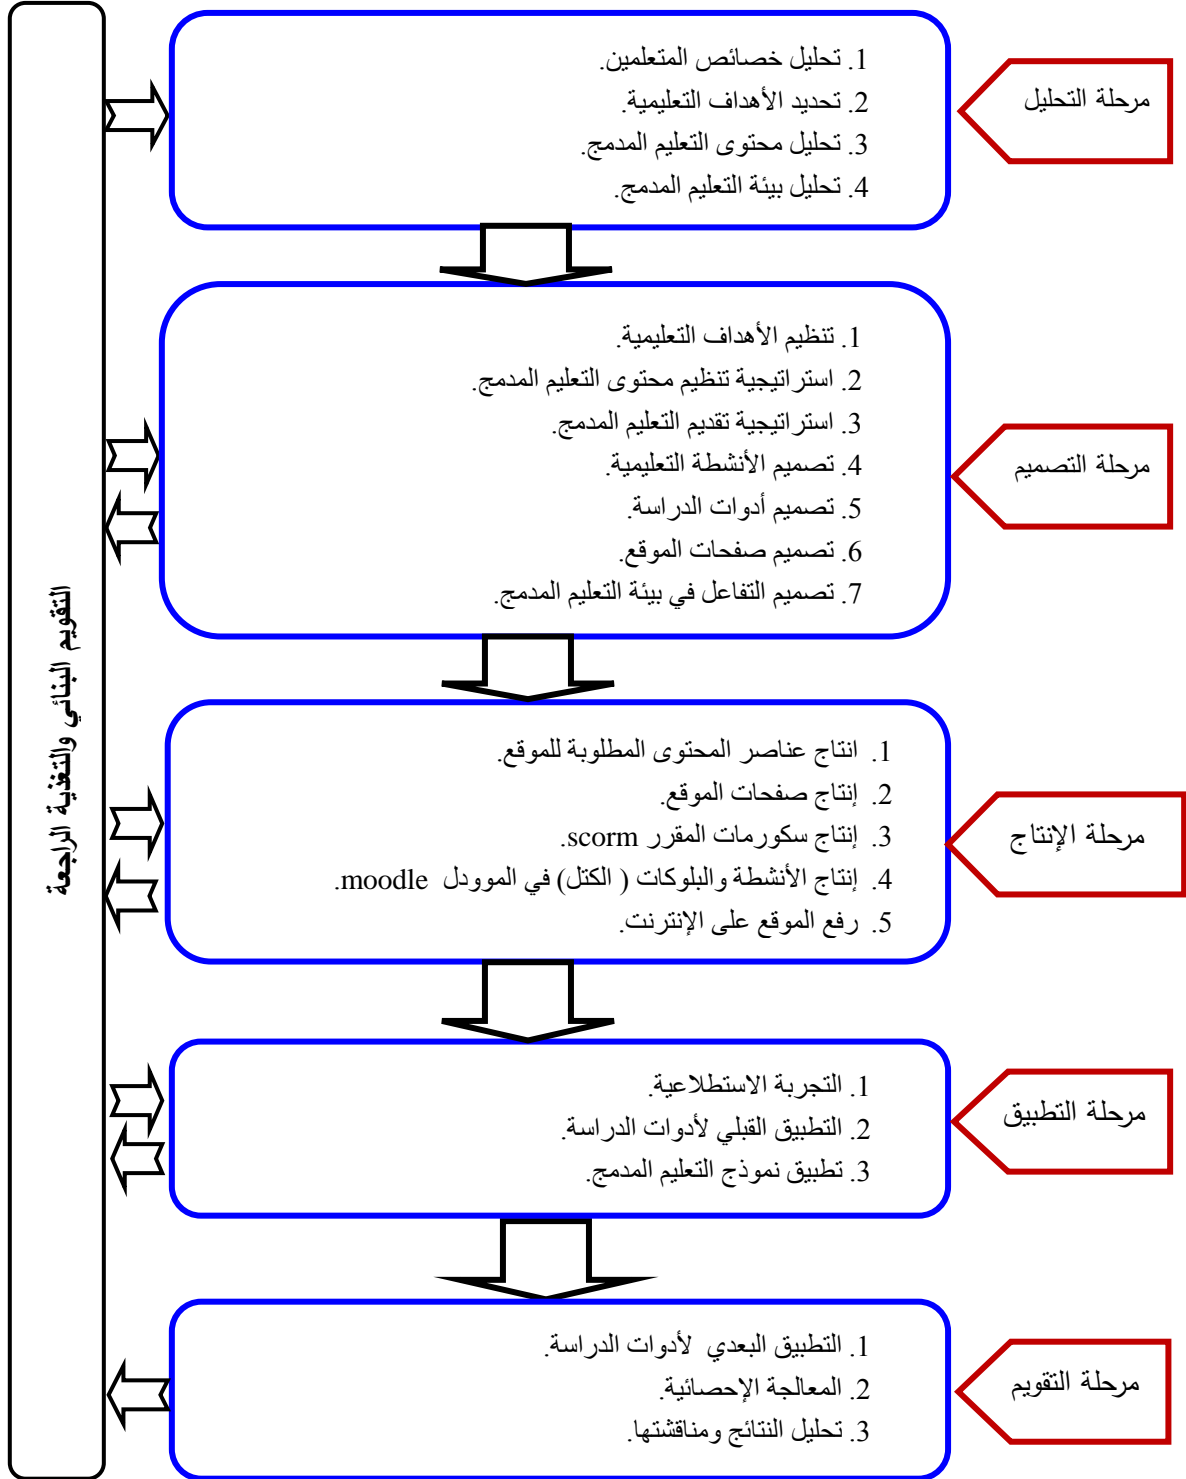 مرحلة التحليل
1. تحليل خصائص المتعلمين.
2. تحديد الأهداف التعليمية.
3. تحليل محتوى التعليم المدمج.
4. تحليل بيئة التعليم المدمج.
مرحلة التصميم
1. تنظيم الأهداف التعليمية.
2. استراتيجية تنظيم محتوى التعليم المدمج.
3. استراتيجية تقديم التعليم المدمج.
4. تصميم الأنشطة التعليمية.
5. تصميم أدوات الدراسة.
6. تصميم صفحات الموقع.
7. تصميم التفاعل في بيئة التعليم المدمج.
مرحلة الإنتاج
1. انتاج عناصر المحتوى المطلوبة للموقع.
2. إنتاج صفحات الموقع.
3. إنتاج سكورمات المقرر scorm.
4. إنتاج الأنشطة والبلوكات ( الكتل) في الموودل moodle.
5. رفع الموقع على الإنترنت.
مرحلة التطبيق
1. التجربة الاستطلاعية.
2. التطبيق القبلي لأدوات الدراسة.
3. تطبيق نموذج التعليم المدمج.
مرحلة التقويم
1. التطبيق البعدي لأدوات الدراسة.
2. المعالجة الإحصائية.
3. تحليل النتائج ومناقشتها.
التقويم البنائي والتغذية الراجعة